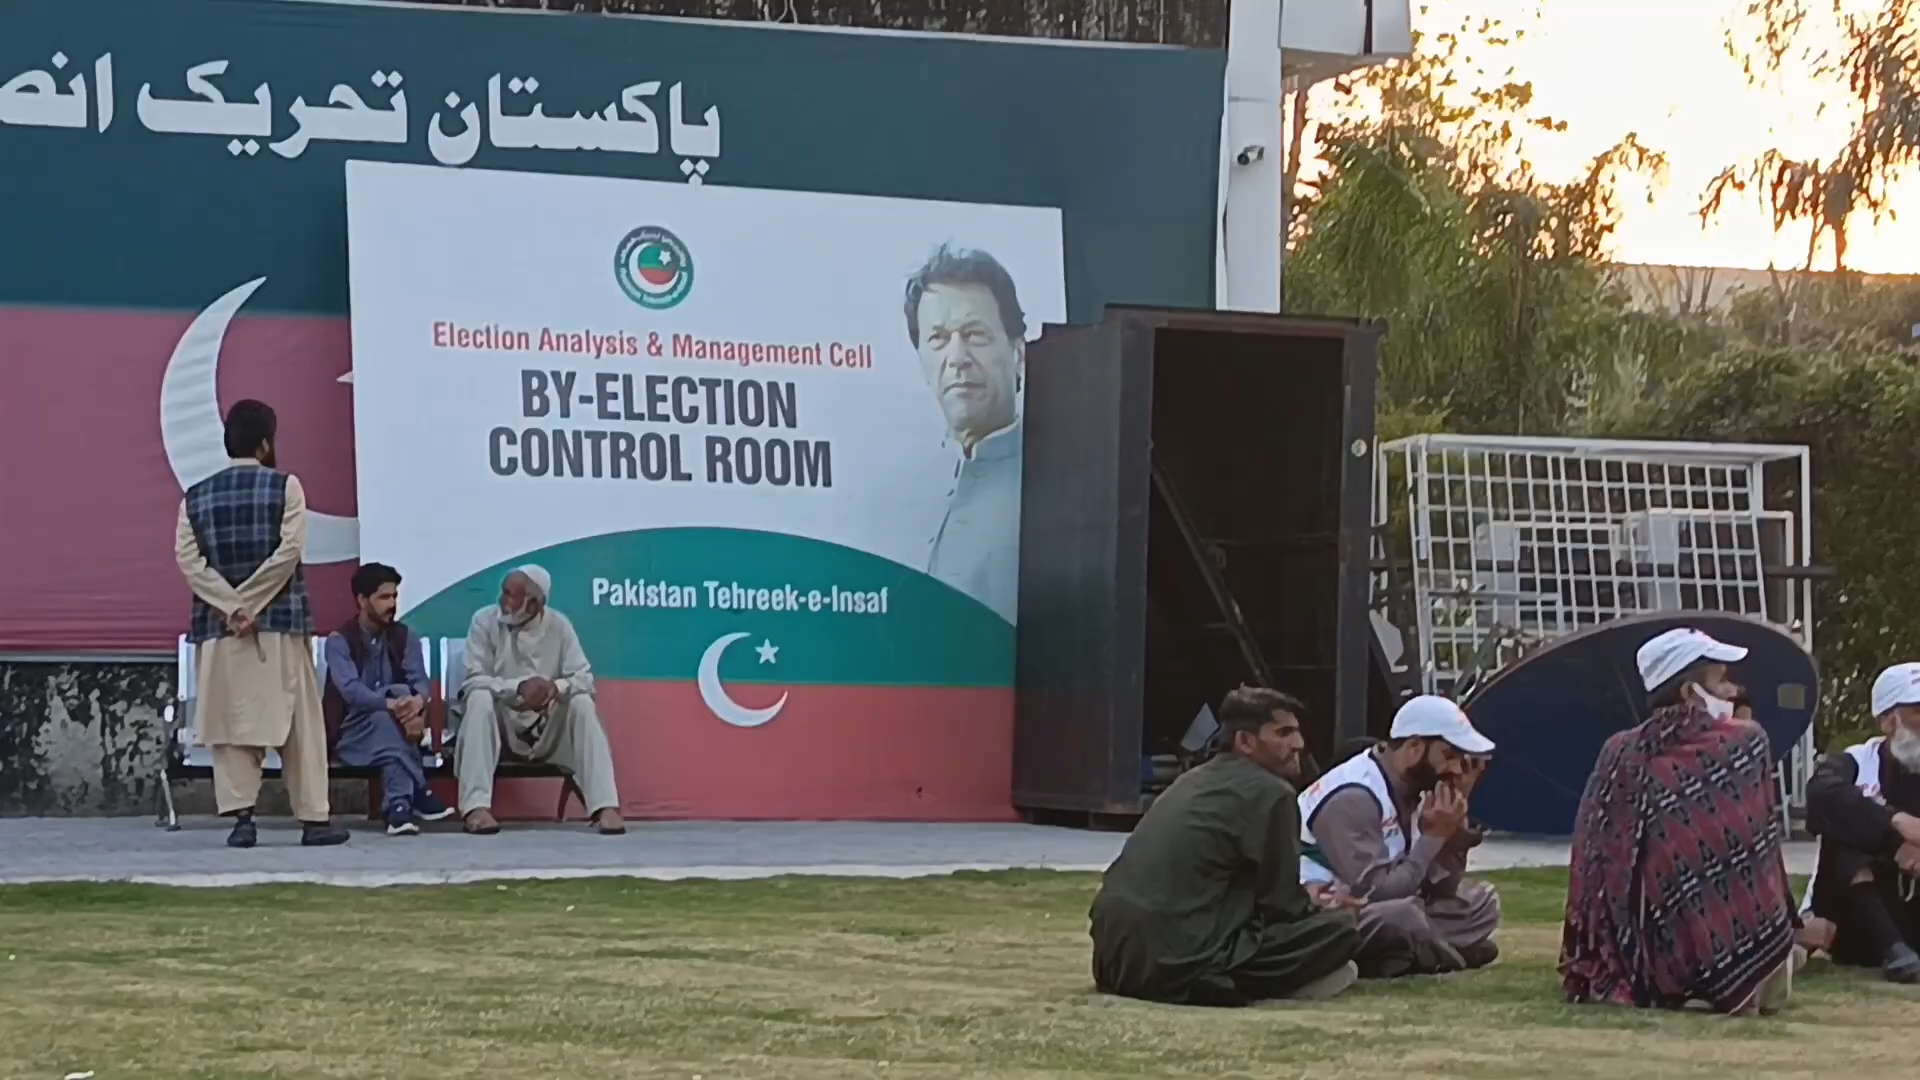 پاکستان تحریک
Election Analysis & Management Cell
BY-ELECTION
CONTROL ROOM
Pakistan Tehreek-e-Insaf